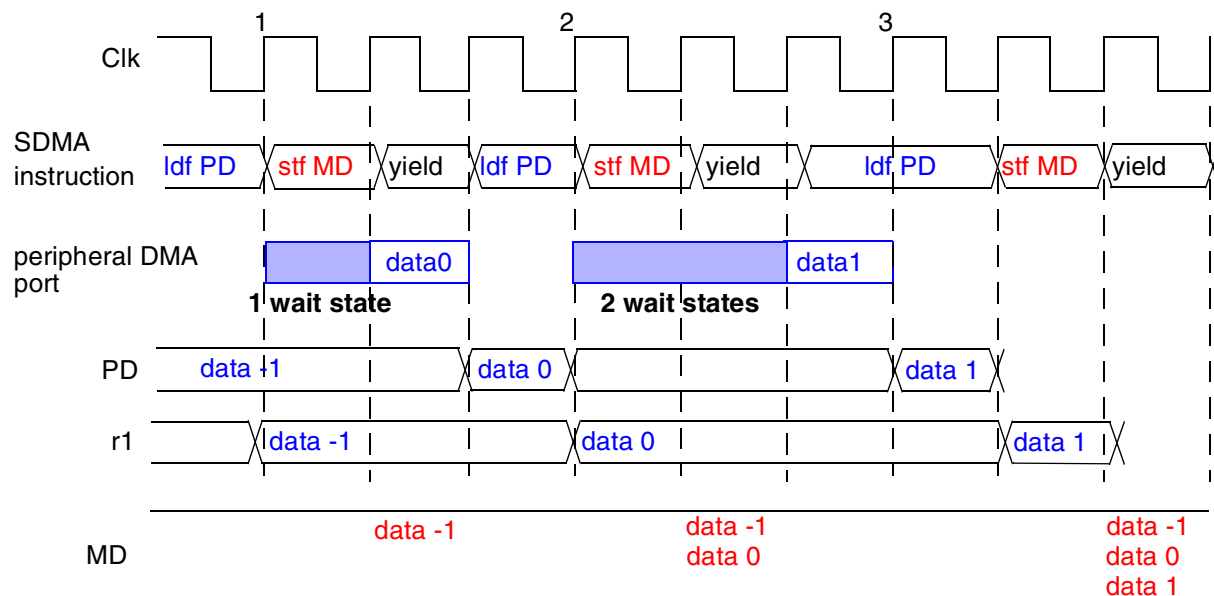 1 2 3
Clk
SDMA
instruction
ldf PD stf MD yield ldf PD stf MD yield ldf PD stf MD yield
peripheral DMA
port
data0 data1
1 wait state 2 wait states
PD data -1 data 0 data 1
r1 data -1 data 0 data 1
MD
data -1 data -1 data -1
data 0 data 0
data 1